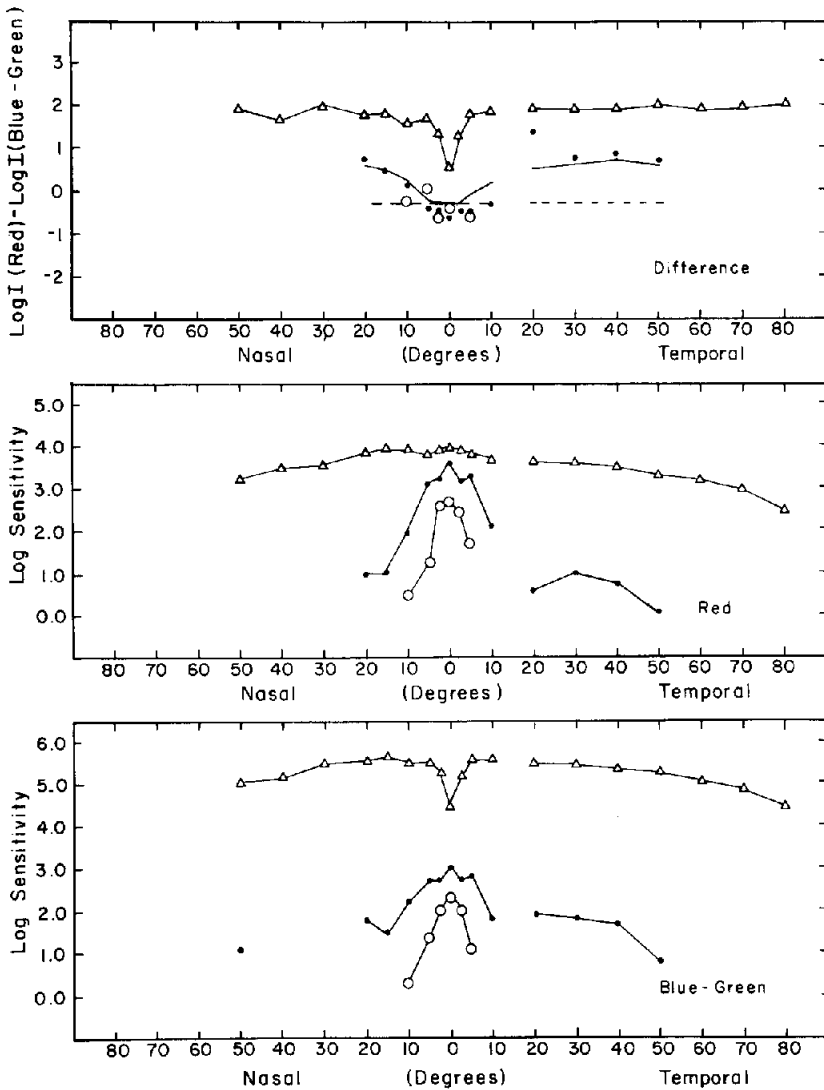 Log I (Red) - Log I (Blue - Green)
3
2
1
0
-1
-2
Difference
80 70 60 50 40 30 20 10 0 10 20 30 40 50 60 70 80
Nasal (Degrees) Temporal
Log Sensitivity
5.0
4.0
3.0
2.0
1.0
0.0
Red
80 70 60 50 40 30 20 10 0 10 20 30 40 50 60 70 80
Nasal (Degrees) Temporal
Log Sensitivity
6.0
5.0
4.0
3.0
2.0
1.0
0.0
Blue - Green
80 70 60 50 40 30 20 10 0 10 20 30 40 50 60 70 80
Nasal (Degrees) Temporal